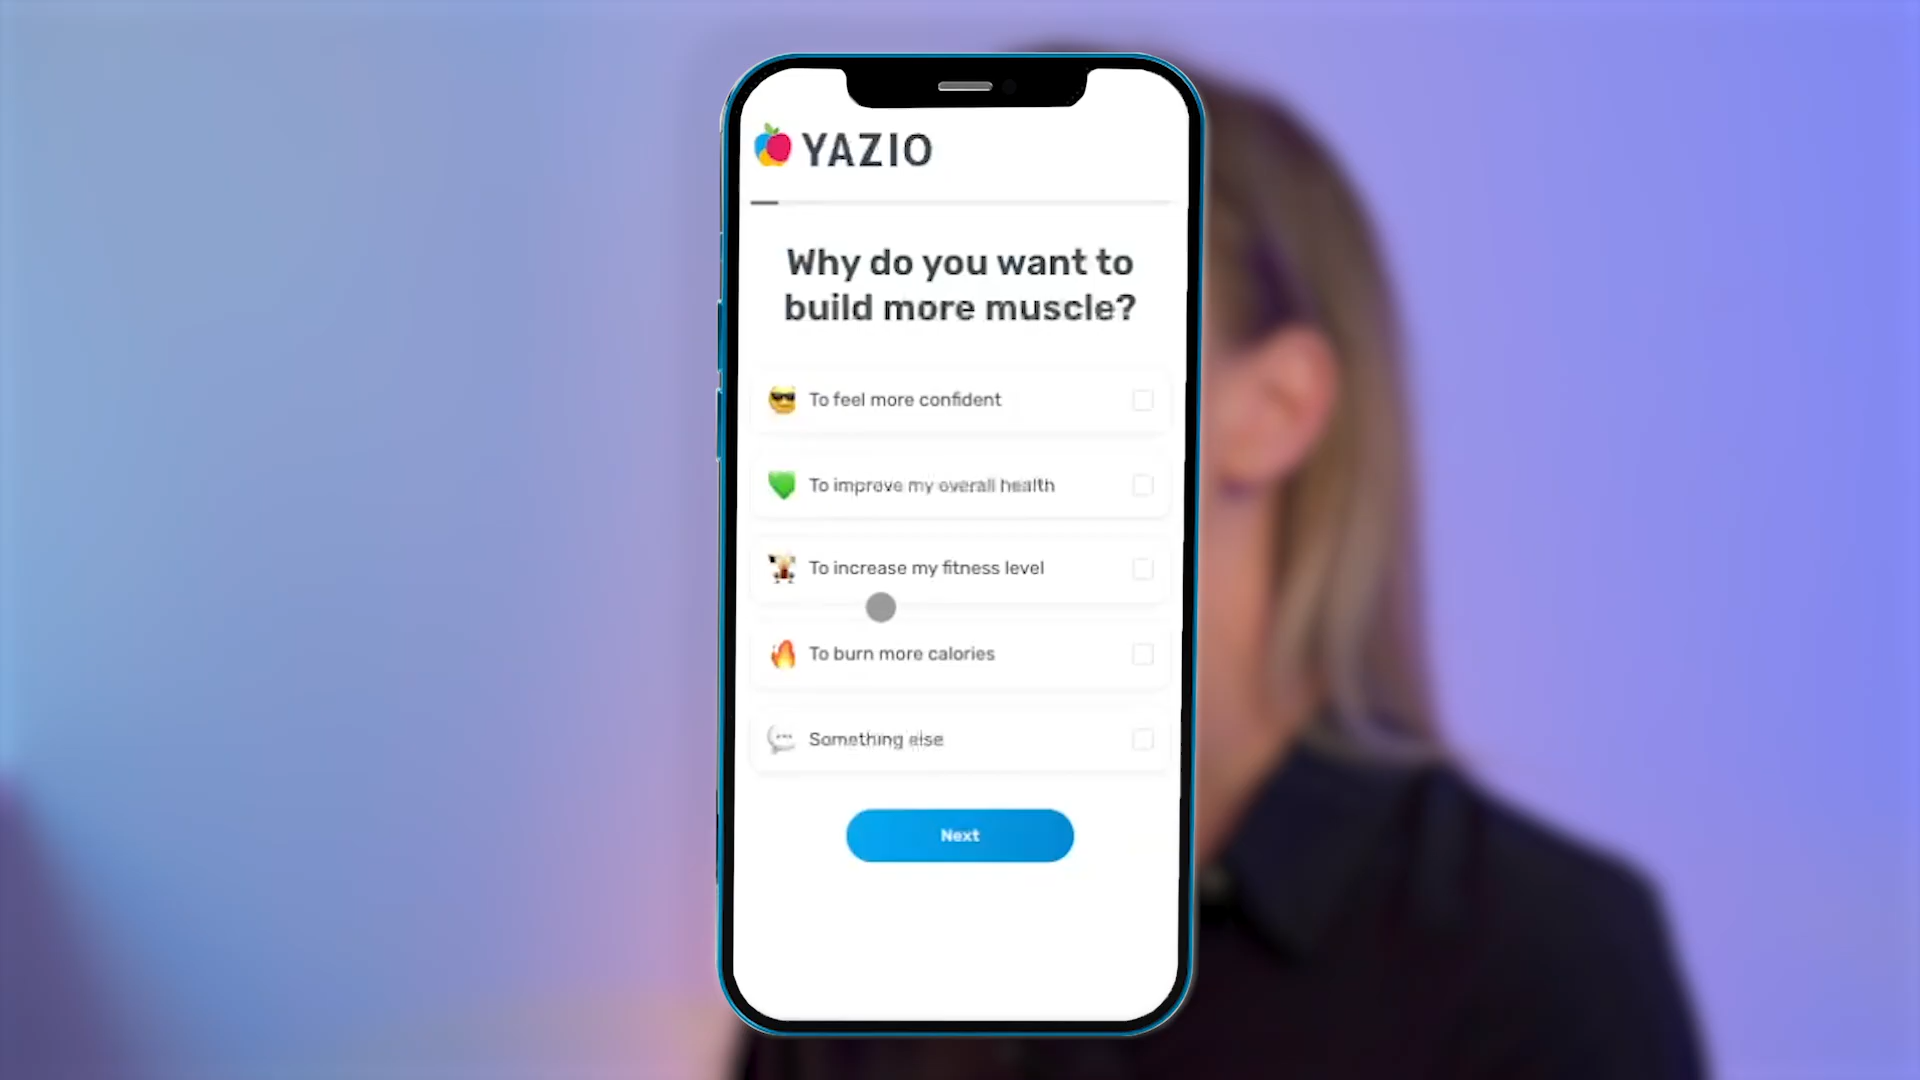 YAZIO
Why do you want to
build more muscle?
To feel more confident
To improve my overall health
To increase my fitness level
To burn more calories
Something else
Next